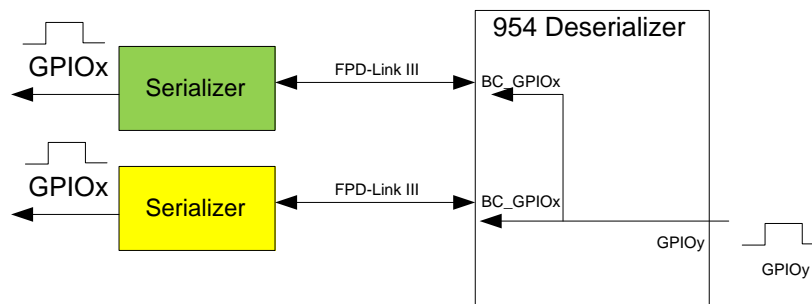 954 Deserializer
GPIOx
Serializer
FPD-Link III
BC_GPIOx
GPIOx
Serializer
FPD-Link III
BC_GPIOx
GPIOy
GPIOy